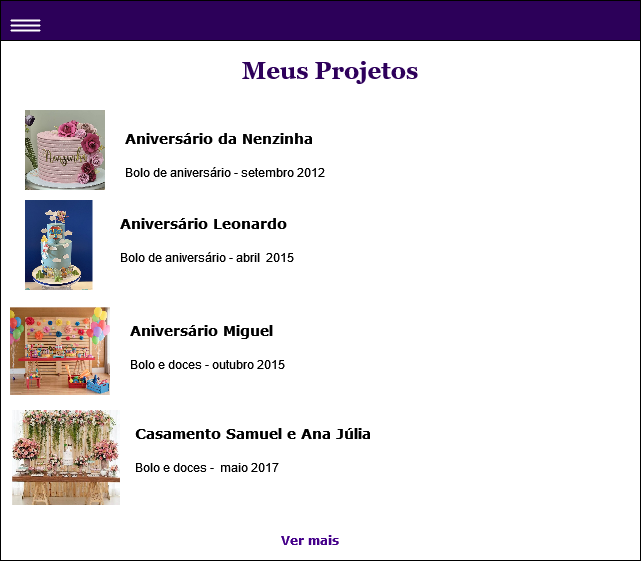 Meus Projetos
Nenzinha
Aniversário da Nenzinha
Bolo de aniversário - setembro 2012
Aniversário Leonardo
Bolo de aniversário - abril 2015
Aniversário Miguel
Bolo e doces - outubro 2015
Casamento Samuel e Ana Júlia
Bolo e doces - maio 2017
Ver mais